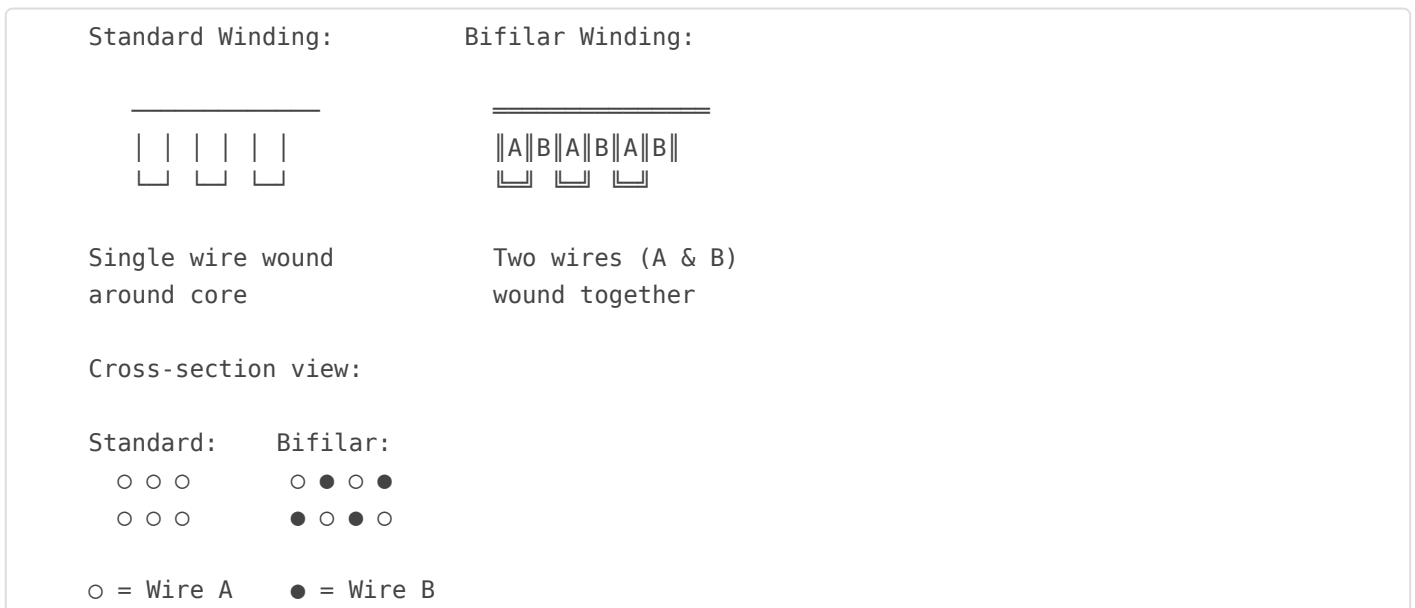 Standard Winding: Bifilar Winding:
║A║B║A║B║A║B║
Single wire wound Two wires (A & B)
around core wound together
Cross-section view:
Standard: Bifilar:
○ ○ ○ ○ ● ○ ●
○ ○ ○ ● ○ ● ○
○ = Wire A ● = Wire B